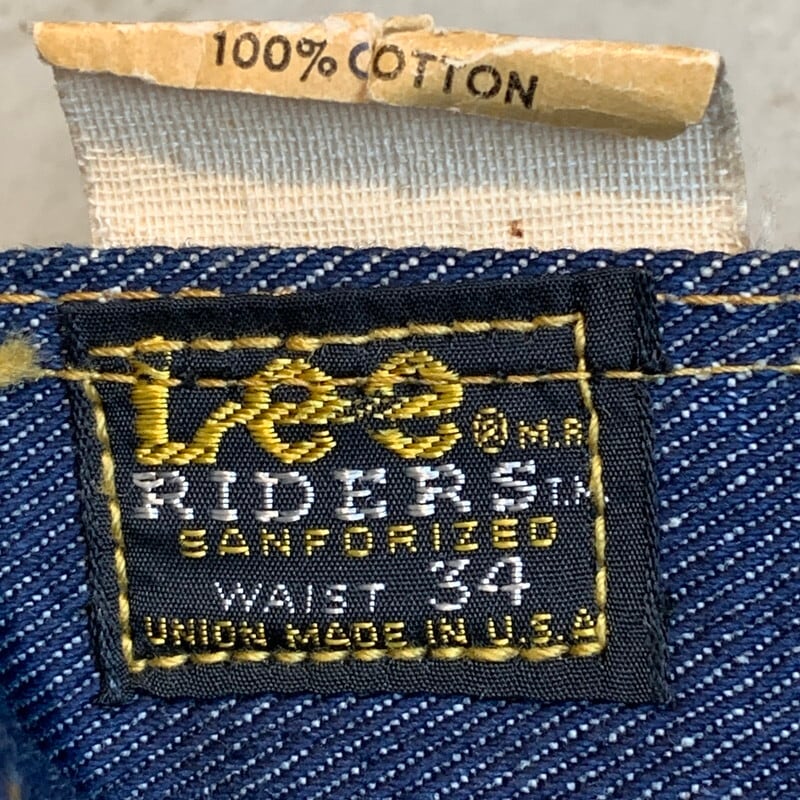 100% COTTON
Lee ® M.R.
RIDERS T.M.
SANFORIZED
WAIST 34
UNION MADE IN U.S.A